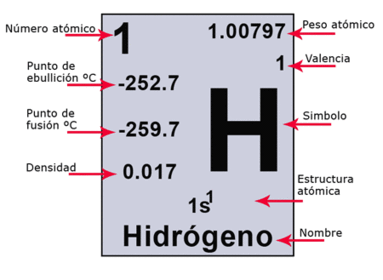 Número atómico
1
1.00797
Peso atómico
1
Valencia
Punto de
ebullición ºC
-252.7
H
Simbolo
Punto de
fusión ºC
-259.7
Densidad
0.017
Estructura
atómica
1s1
Hidrógeno
Nombre